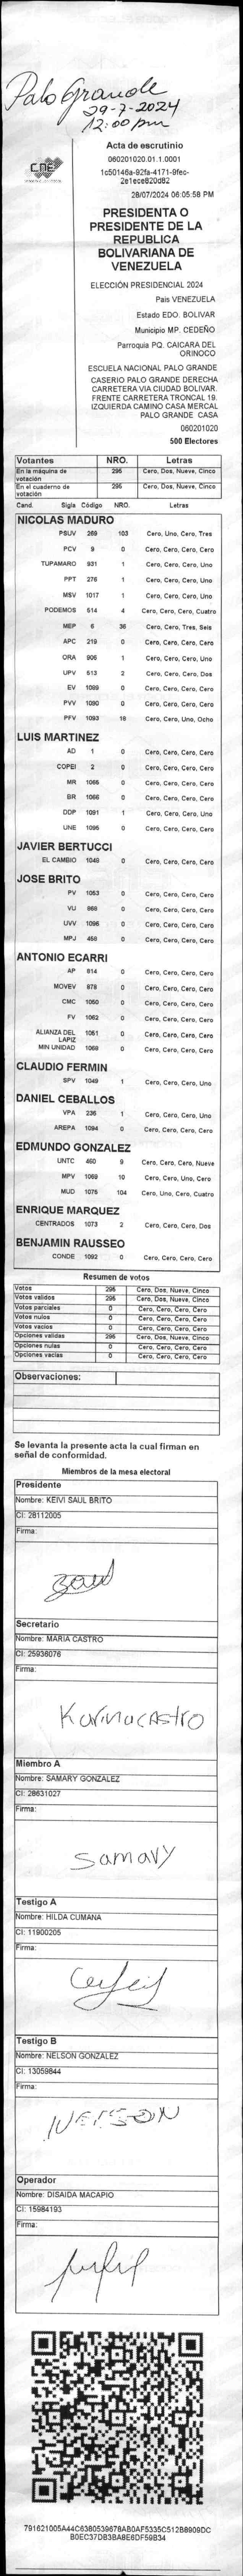 Palo Grande
29-7-2024
12:00 pm
CNE
Acta de escrutinio
060201020.01.1.0001
1c50146a-92fa-4171-9fec-
2e1ece820d82
28/07/2024 06:05:58 PM
PRESIDENTA O
PRESIDENTE DE LA
REPUBLICA
BOLIVARIANA DE
VENEZUELA
ELECCIÓN PRESIDENCIAL 2024
País VENEZUELA
Estado EDO. BOLIVAR
Municipio MP. CEDEÑO
Parroquia PQ. CAICARA DEL
ORINOCO
ESCUELA NACIONAL PALO GRANDE
CASERIO PALO GRANDE DERECHA
CARRETERA VIA CIUDAD BOLIVAR.
FRENTE CARRETERA TRONCAL 19.
IZQUIERDA CAMINO CASA MERCAL
PALO GRANDE CASA
060201020
500 Electores
Votantes NRO. Letras
En la máquina de votación 295 Cero, Dos, Nueve, Cinco
En el cuaderno de votación 295 Cero, Dos, Nueve, Cinco
Cand. Sigla Código NRO. Letras
NICOLAS MADURO
PSUV 269 103 Cero, Uno, Cero, Tres
PCV 9 0 Cero, Cero, Cero, Cero
TUPAMARO 931 1 Cero, Cero, Cero, Uno
PPT 276 1 Cero, Cero, Cero, Uno
MSV 1017 1 Cero, Cero, Cero, Uno
PODEMOS 514 4 Cero, Cero, Cero, Cuatro
MEP 6 36 Cero, Cero, Tres, Seis
APC 219 0 Cero, Cero, Cero, Cero
ORA 906 1 Cero, Cero, Cero, Uno
UPV 513 2 Cero, Cero, Cero, Dos
EV 1089 0 Cero, Cero, Cero, Cero
PVV 1090 0 Cero, Cero, Cero, Cero
PFV 1093 18 Cero, Cero, Uno, Ocho
LUIS MARTINEZ
AD 1 0 Cero, Cero, Cero, Cero
COPEI 2 0 Cero, Cero, Cero, Cero
MR 1065 0 Cero, Cero, Cero, Cero
BR 1066 0 Cero, Cero, Cero, Cero
DDP 1091 1 Cero, Cero, Cero, Uno
UNE 1095 0 Cero, Cero, Cero, Cero
JAVIER BERTUCCI
EL CAMBIO 1048 0 Cero, Cero, Cero, Cero
JOSE BRITO
PV 1053 0 Cero, Cero, Cero, Cero
VU 868 0 Cero, Cero, Cero, Cero
UVV 1096 0 Cero, Cero, Cero, Cero
MPJ 458 0 Cero, Cero, Cero, Cero
ANTONIO ECARRI
AP 814 0 Cero, Cero, Cero, Cero
MOVEV 878 0 Cero, Cero, Cero, Cero
CMC 1050 0 Cero, Cero, Cero, Cero
FV 1062 0 Cero, Cero, Cero, Cero
ALIANZA DEL LAPIZ 1051 0 Cero, Cero, Cero, Cero
MIN UNIDAD 1068 0 Cero, Cero, Cero, Cero
CLAUDIO FERMIN
SPV 1049 1 Cero, Cero, Cero, Uno
DANIEL CEBALLOS
VPA 236 1 Cero, Cero, Cero, Uno
AREPA 1094 0 Cero, Cero, Cero, Cero
EDMUNDO GONZALEZ
UNTC 460 9 Cero, Cero, Cero, Nueve
MPV 1069 10 Cero, Cero, Uno, Cero
MUD 1075 104 Cero, Uno, Cero, Cuatro
ENRIQUE MARQUEZ
CENTRADOS 1073 2 Cero, Cero, Cero, Dos
BENJAMIN RAUSSEO
CONDE 1092 0 Cero, Cero, Cero, Cero
Resumen de votos
Votos 295 Cero, Dos, Nueve, Cinco
Votos validos 295 Cero, Dos, Nueve, Cinco
Votos parciales 0 Cero, Cero, Cero, Cero
Votos nulos 0 Cero, Cero, Cero, Cero
Votos vacios 0 Cero, Cero, Cero, Cero
Opciones validas 295 Cero, Dos, Nueve, Cinco
Opciones nulas 0 Cero, Cero, Cero, Cero
Opciones vacias 0 Cero, Cero, Cero, Cero
Observaciones:
Se levanta la presente acta la cual firman en
señal de conformidad.
Miembros de la mesa electoral
Presidente
Nombre: KEIVI SAUL BRITO
CI: 28112005
Firma:
Secretario
Nombre: MARIA CASTRO
CI: 25936076
Firma:
Karina Castro
Miembro A
Nombre: SAMARY GONZALEZ
CI: 28631027
Firma:
Samary
Testigo A
Nombre: HILDA CUMANA
CI: 11900205
Firma:
Testigo B
Nombre: NELSON GONZALEZ
CI: 13059844
Firma:
NELSON
Operador
Nombre: DISAIDA MACAPIO
CI: 15984193
Firma:
791621005A44C6380539678AB0AF5335C512B8909DC
B0EC37DB3BA8E6DF59B34